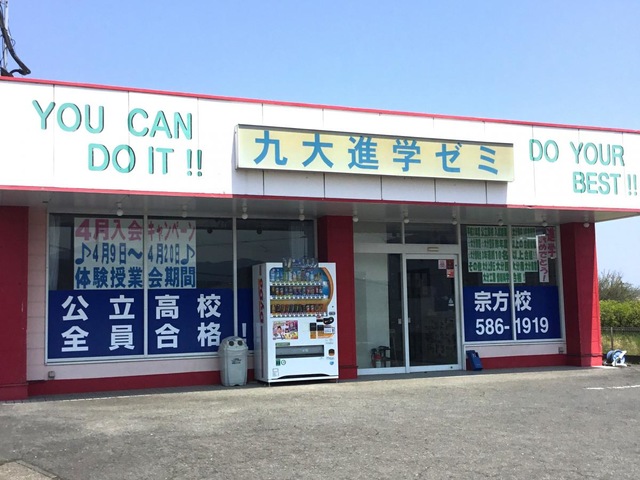 YOU CAN
DO IT !!
九大進学ゼミ
DO YOUR
BEST !!
4月入会キャンペーン
♪4月9日～4月20日♪
体験授業会期間
公立高校
全員合格!
宗方校
586-1919